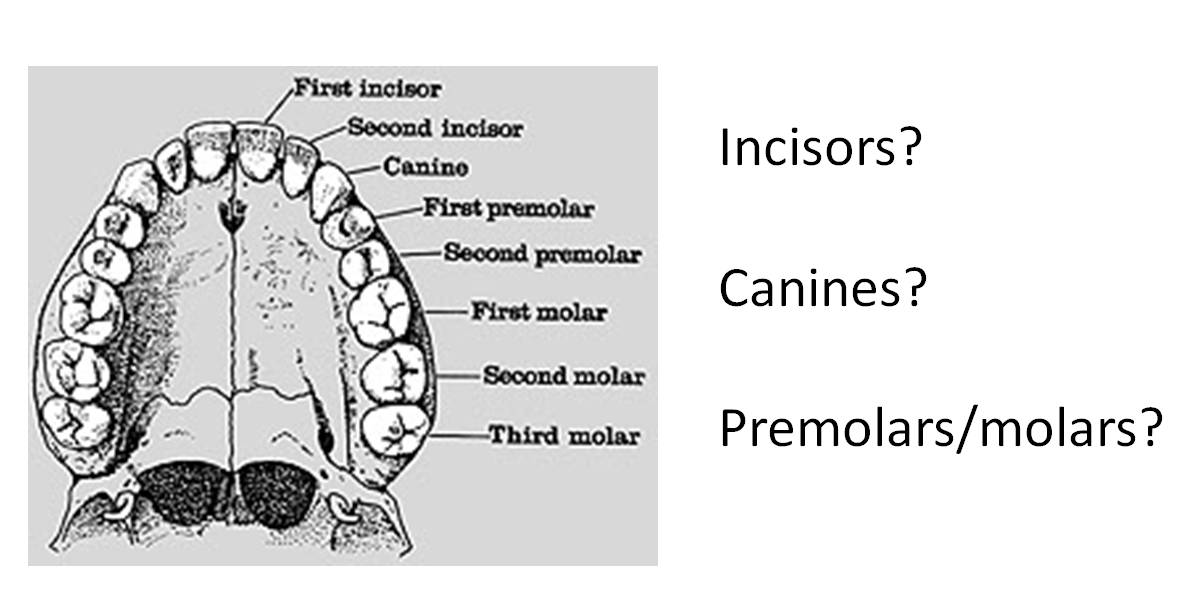 First incisor
Second incisor
Canine
First premolar
Second premolar
First molar
Second molar
Third molar
Incisors?
Canines?
Premolars/molars?